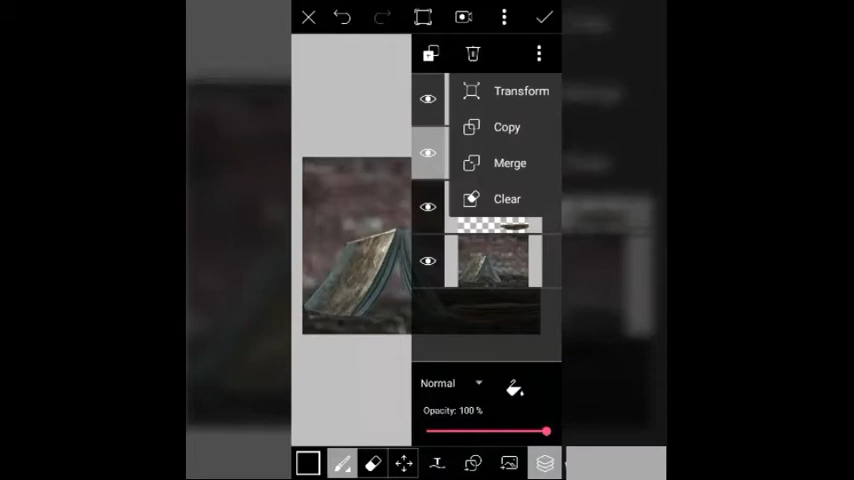 Transform
Copy
Merge
Clear
Normal
Opacity: 100 %